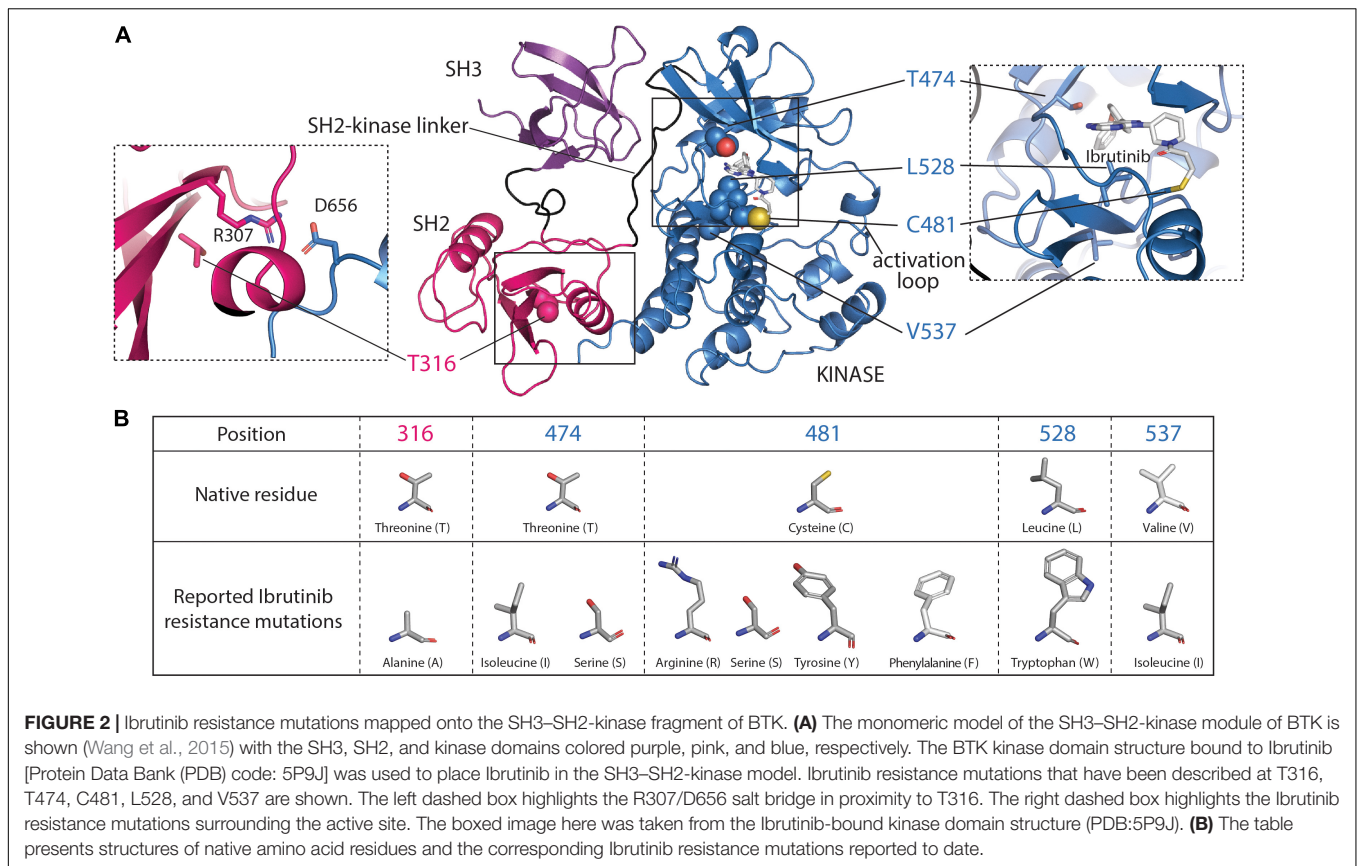 A
SH3
SH2-kinase linker
T474
Ibrutinib
L528
D656
R307
SH2
C481
activation
loop
V537
T316
KINASE
B
Position 316 474 481 528 537
Native residue
Threonine (T) Threonine (T) Cysteine (C) Leucine (L) Valine (V)
Reported Ibrutinib
resistance mutations
Alanine (A) Isoleucine (I) Serine (S) Arginine (R) Serine (S) Tyrosine (Y) Phenylalanine (F) Tryptophan (W) Isoleucine (I)
FIGURE 2 | Ibrutinib resistance mutations mapped onto the SH3–SH2-kinase fragment of BTK. (A) The monomeric model of the SH3–SH2-kinase module of BTK is
shown (Wang et al., 2015) with the SH3, SH2, and kinase domains colored purple, pink, and blue, respectively. The BTK kinase domain structure bound to Ibrutinib
[Protein Data Bank (PDB) code: 5P9J] was used to place Ibrutinib in the SH3–SH2-kinase model. Ibrutinib resistance mutations that have been described at T316,
T474, C481, L528, and V537 are shown. The left dashed box highlights the R307/D656 salt bridge in proximity to T316. The right dashed box highlights the Ibrutinib
resistance mutations surrounding the active site. The boxed image here was taken from the Ibrutinib-bound kinase domain structure (PDB:5P9J). (B) The table
presents structures of native amino acid residues and the corresponding Ibrutinib resistance mutations reported to date.